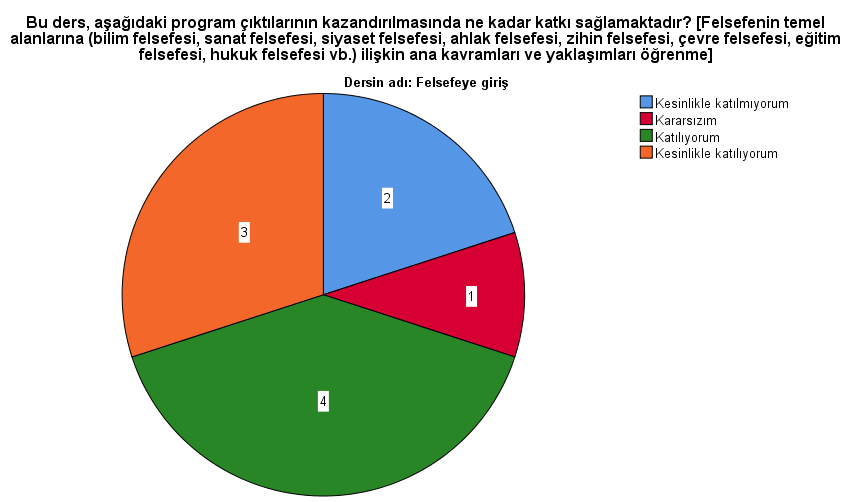 Bu ders, aşağıdaki program çıktılarının kazandırılmasında ne kadar katkı sağlamaktadır? [Felsefenin temel
alanlarına (bilim felsefesi, sanat felsefesi, siyaset felsefesi, ahlak felsefesi, zihin felsefesi, çevre felsefesi, eğitim
felsefesi, hukuk felsefesi vb.) ilişkin ana kavramları ve yaklaşımları öğrenme]
Dersin adı: Felsefeye giriş
Kesinlikle katılmıyorum
Kararsızım
Katılıyorum
Kesinlikle katılıyorum
2
3
1
4